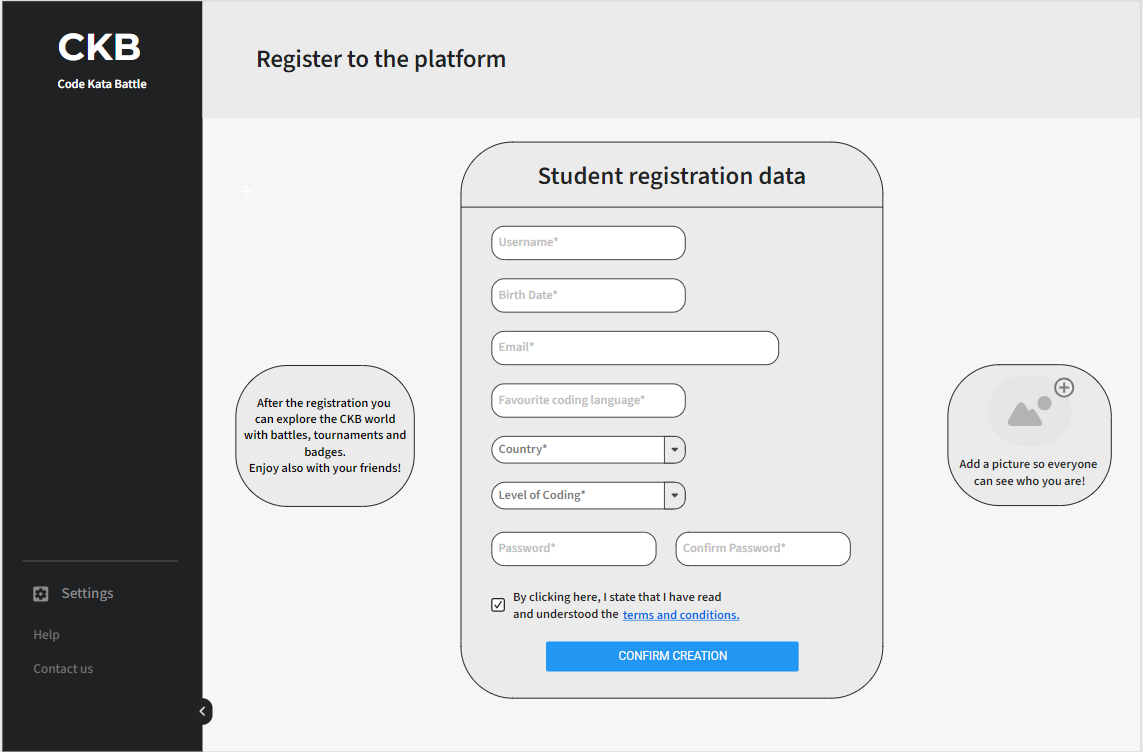 CKB
Code Kata Battle
Register to the platform
Student registration data
Username*
Birth Date*
Email*
Favourite coding language*
Country*
Level of Coding*
Password*
Confirm Password*
By clicking here, I state that I have read
and understood the terms and conditions.
CONFIRM CREATION
After the registration you
can explore the CKB world
with battles, tournaments and
badges.
Enjoy also with your friends!
Add a picture so everyone
can see who you are!
Settings
Help
Contact us